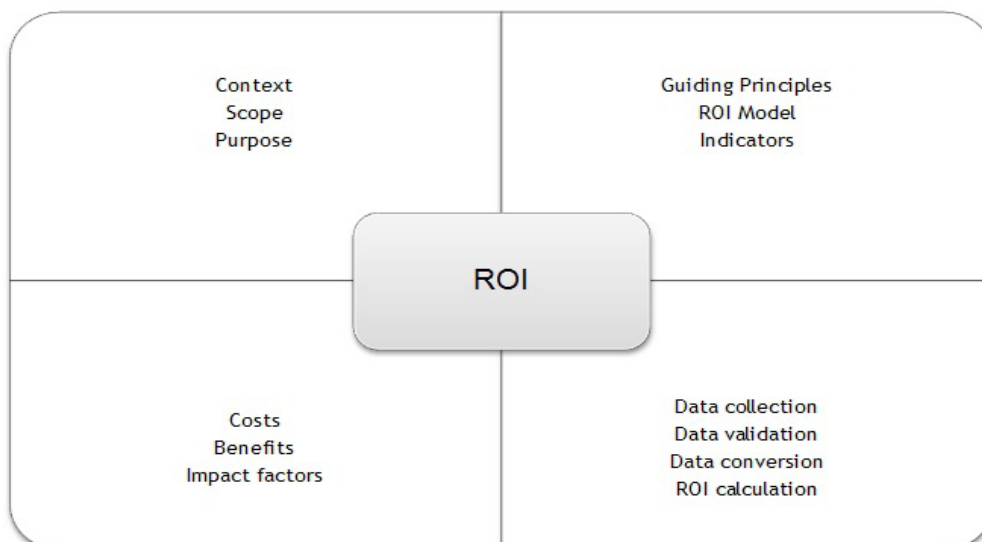 Context
Scope
Purpose
Guiding Principles
ROI Model
Indicators
ROI
Costs
Benefits
Impact factors
Data collection
Data validation
Data conversion
ROI calculation